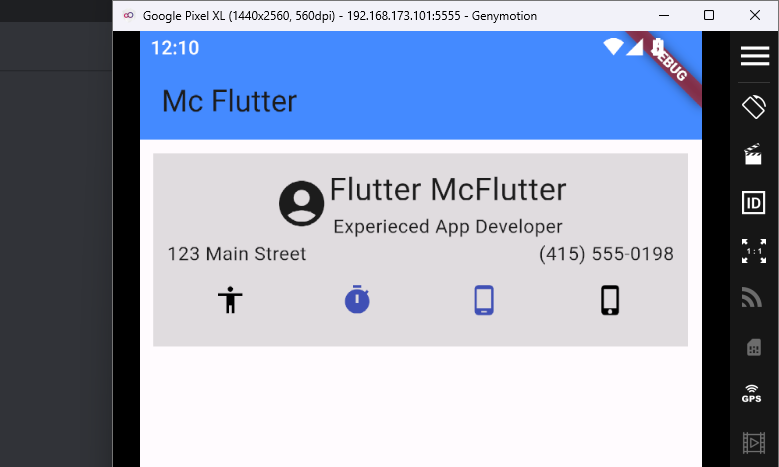 Google Pixel XL (1440x2560, 560dpi) - 192.168.173.101:5555 - Genymotion
12:10
DEBUG
Mc Flutter
Flutter McFlutter
Experieced App Developer
123 Main Street
(415) 555-0198
ID
1 : 1
GPS